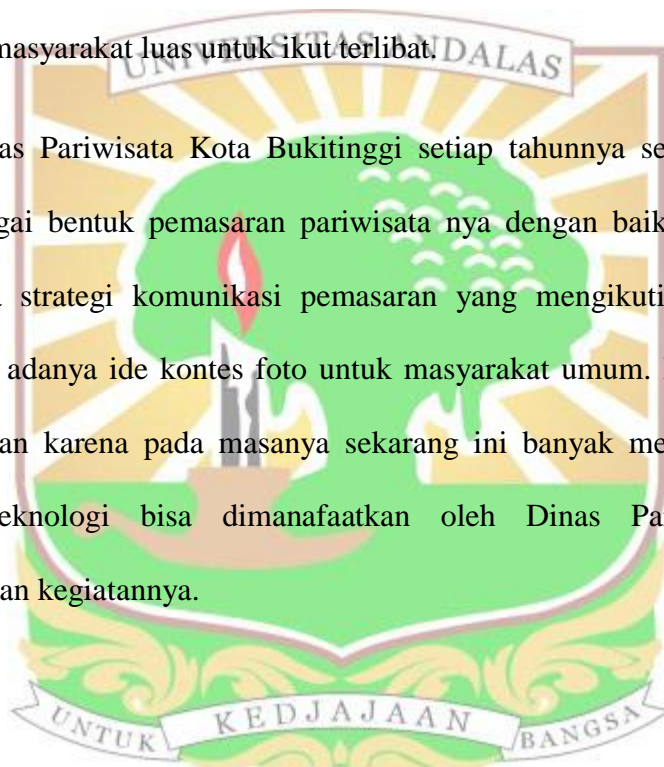 masyarakat luas untuk ikut terlibat.
UNIVERSITAS ANDALAS
as Pariwisata Kota Bukitinggi setiap tahunnya se
gai bentuk pemasaran pariwisata nya dengan baik
strategi komunikasi pemasaran yang mengikuti
adanya ide kontes foto untuk masyarakat umum.
an karena pada masanya sekarang ini banyak me
eknologi bisa dimanafaatkan oleh Dinas Pa
an kegiatannya.
UNTUK KEDJAJAAN BANGSA